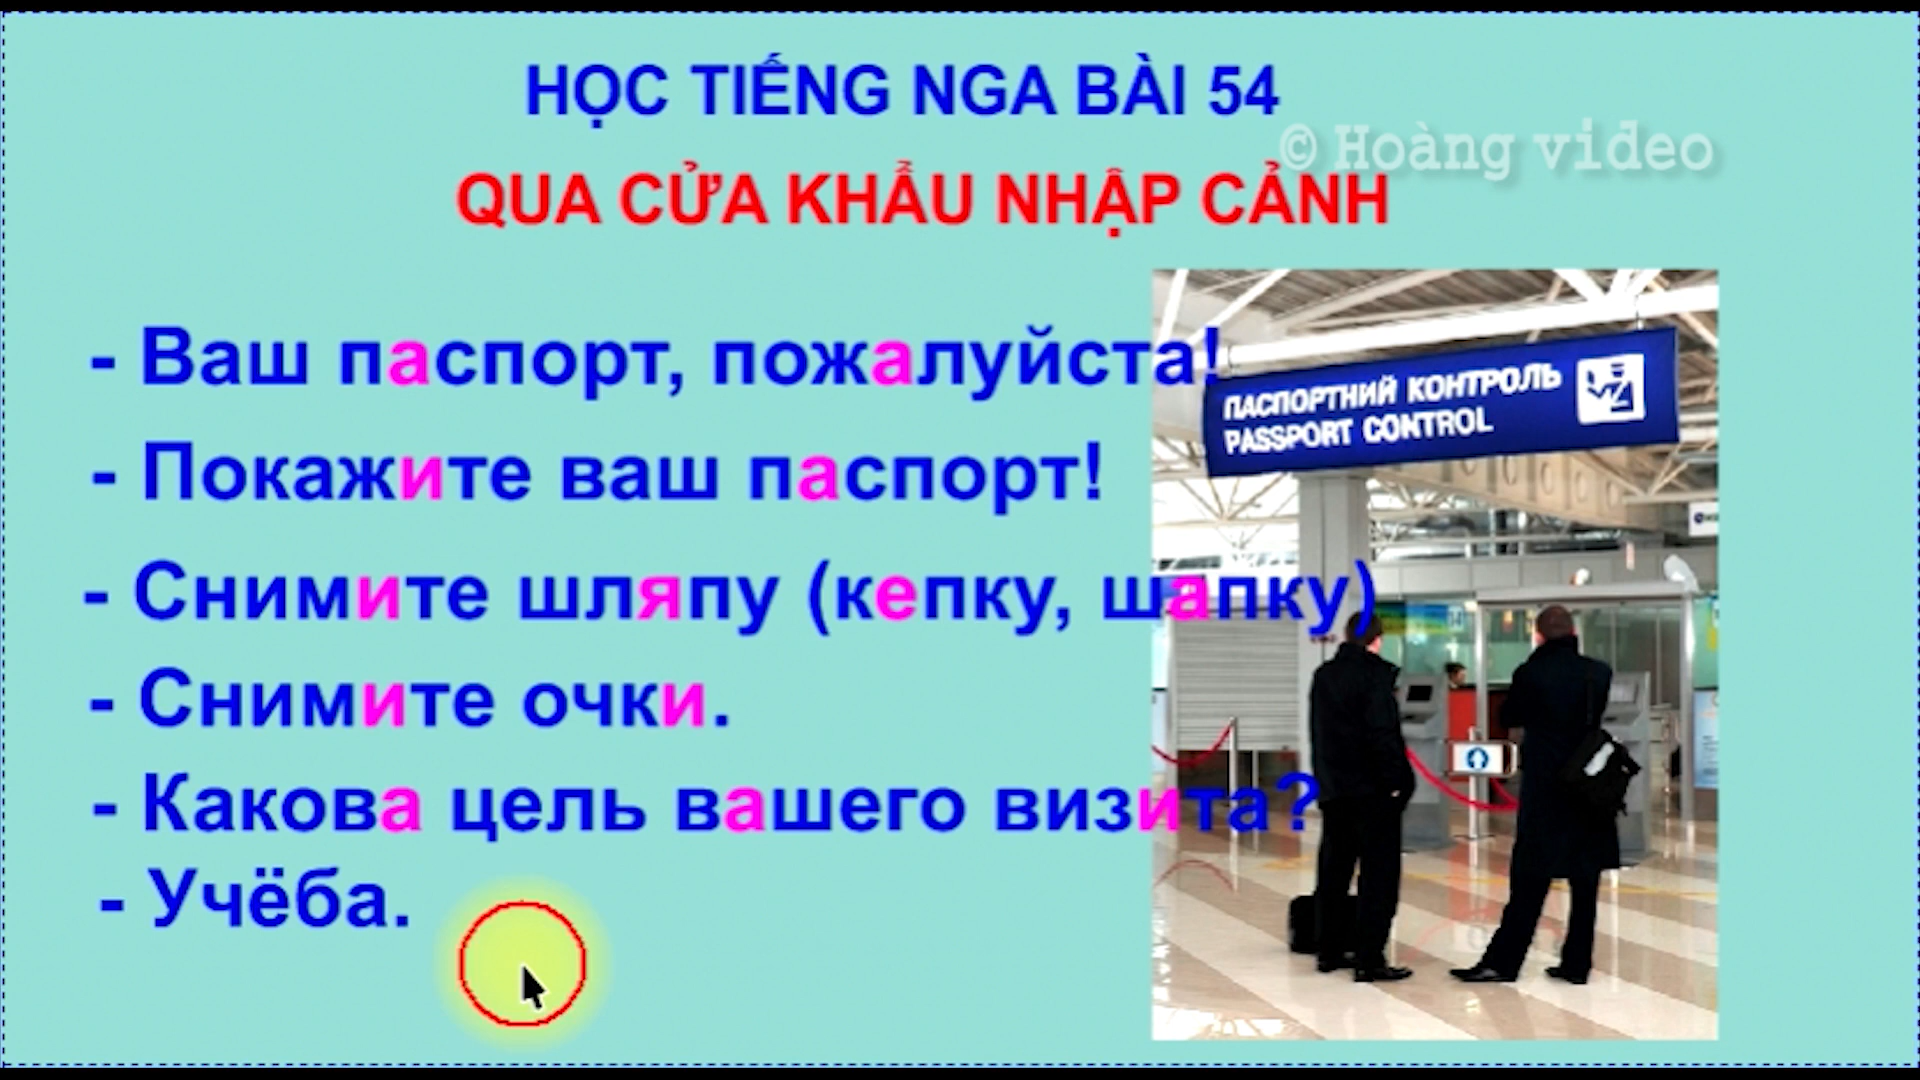 HỌC TIẾNG NGA BÀI 54
© Hoàng video
QUA CỬA KHẨU NHẬP CẢNH
- Ваш паспорт, пожалуйста!
ПАСПОРТНИЙ КОНТРОЛЬ
PASSPORT CONTROL
- Покажите ваш паспорт!
- Снимите шляпу (кепку, шапку)
- Снимите очки.
- Какова цель вашего визита?
- Учёба.